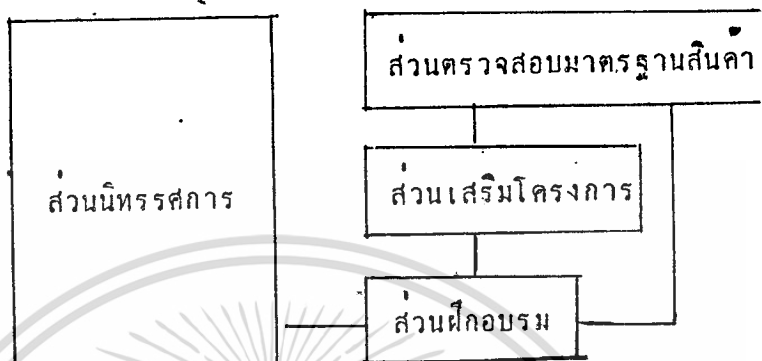 ส่วนตรวจสอบมาตรฐานสินค้า
ส่วนนิทรรศการ
ส่วนเสริมโครงการ
ส่วนฝึกอบรม